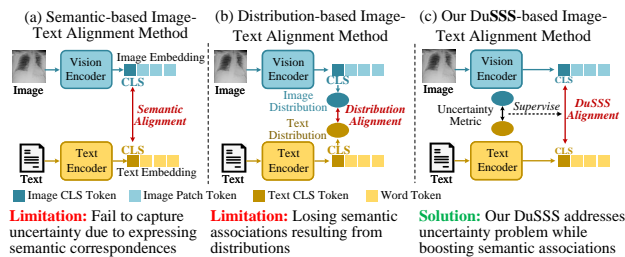 (a) Semantic-based Image-
Text Alignment Method
(b) Distribution-based Image-
Text Alignment Method
(c) Our DuSSS-based Image-
Text Alignment Method
Image
Vision
Encoder
Image Embedding
CLS
Semantic
Alignment
CLS
Text
Text
Encoder
Text Embedding
Image
Vision
Encoder
CLS
Image
Distribution
Distribution
Alignment
Text
Distribution
CLS
Text
Text
Encoder
Image
Vision
Encoder
CLS
Uncertainty
Metric
Supervise
DuSSS
Alignment
CLS
Text
Text
Encoder
Image CLS Token
Image Patch Token
Text CLS Token
Word Token
Limitation: Fail to capture
uncertainty due to expressing
semantic correspondences
Limitation: Losing semantic
associations resulting from
distributions
Solution: Our DuSSS addresses
uncertainty problem while
boosting semantic associations